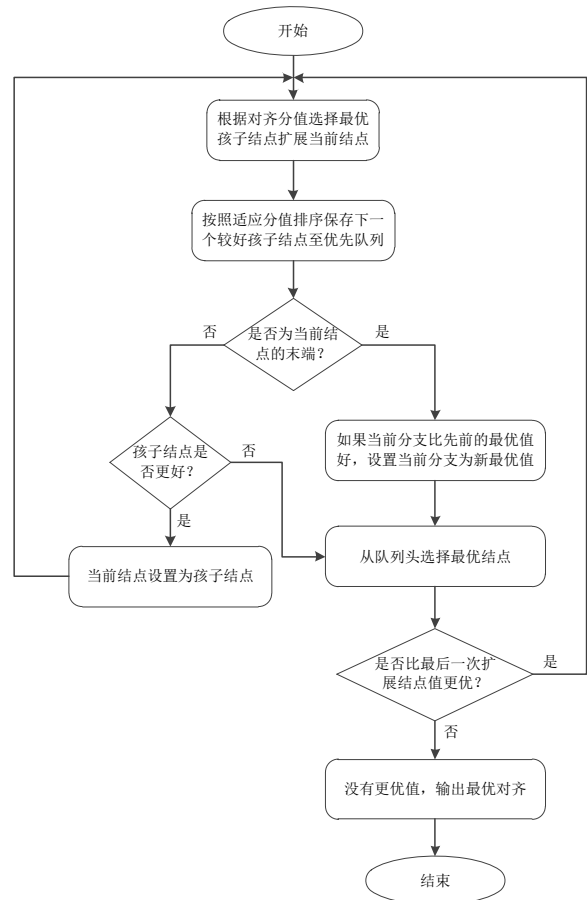 开始
根据对齐分值选择最优
孩子结点扩展当前结点
按照适应分值排序保存下一
个较好孩子结点至优先队列
否
是否为当前结
点的末端？
是
孩子结点是
否更好？
否
如果当前分支比先前的最优值
好，设置当前分支为新最优值
是
当前结点设置为孩子结点
从队列头选择最优结点
是否比最后一次扩
展结点值更优？
是
否
没有更优值，输出最优对齐
结束